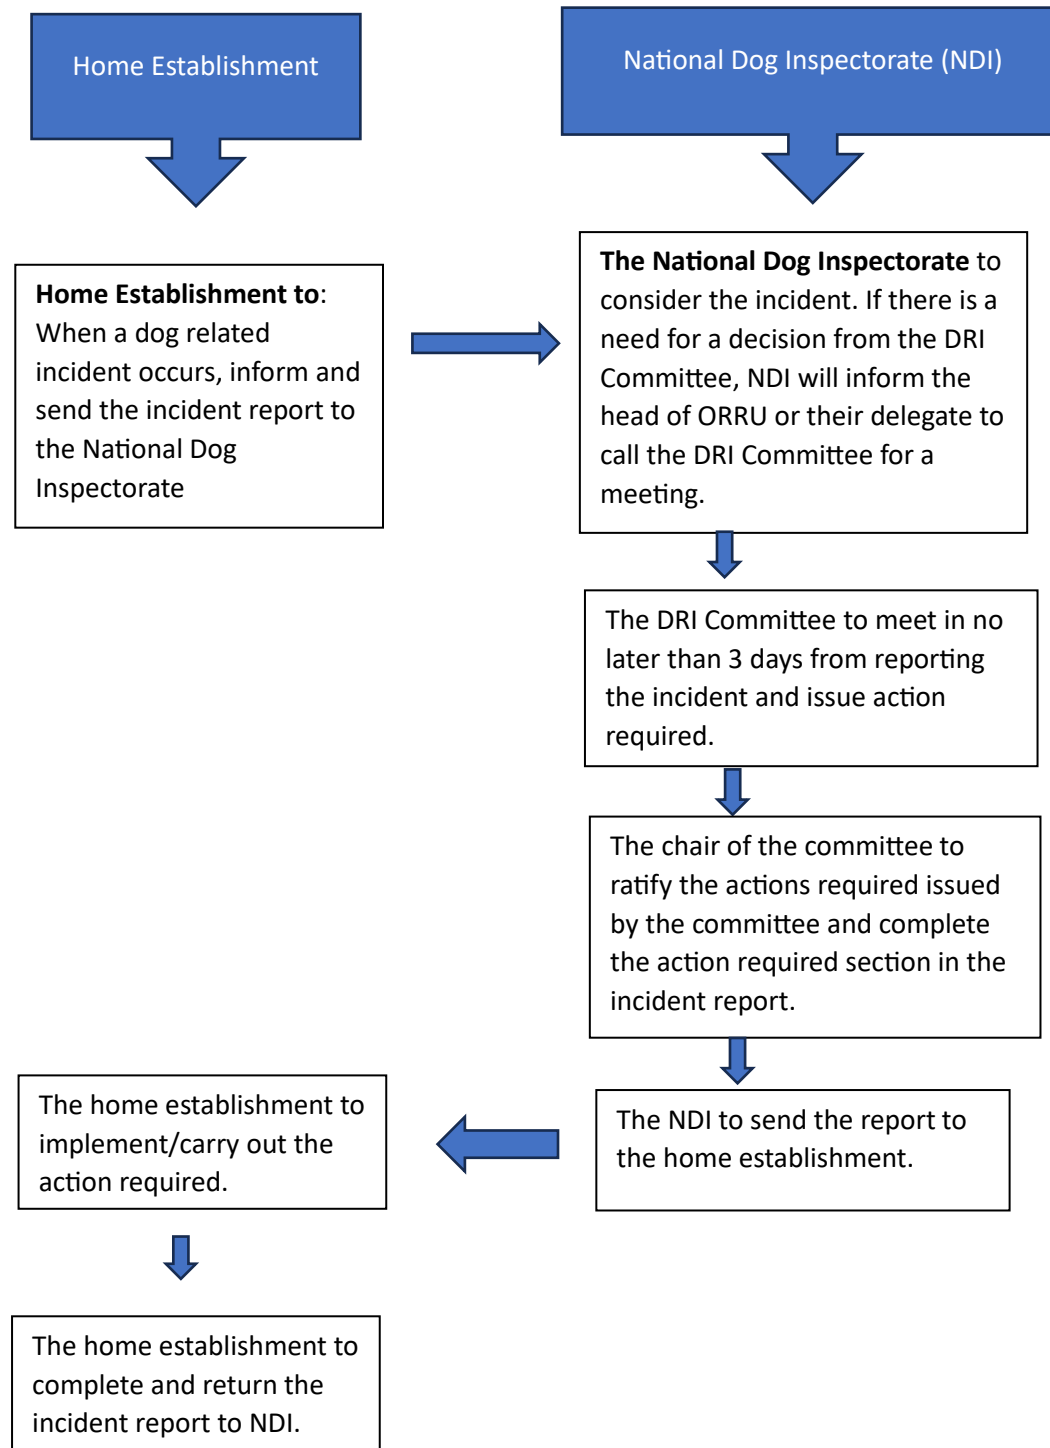 Home Establishment
National Dog Inspectorate (NDI)
Home Establishment to:
When a dog related
incident occurs, inform and
send the incident report to
the National Dog
Inspectorate
The National Dog Inspectorate to
consider the incident. If there is a
need for a decision from the DRI
Committee, NDI will inform the
head of ORRU or their delegate to
call the DRI Committee for a
meeting.
The DRI Committee to meet in no
later than 3 days from reporting
the incident and issue action
required.
The chair of the committee to
ratify the actions required issued
by the committee and complete
the action required section in the
incident report.
The NDI to send the report to
the home establishment.
The home establishment to
implement/carry out the
action required.
The home establishment to
complete and return the
incident report to NDI.